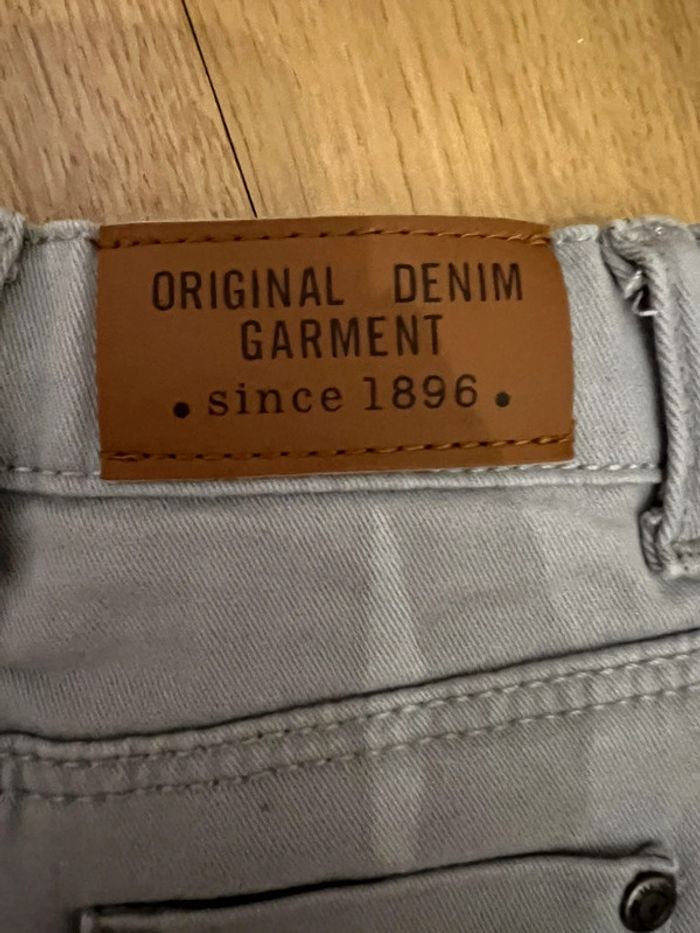 ORIGINAL DENIM
GARMENT
• since 1896 •